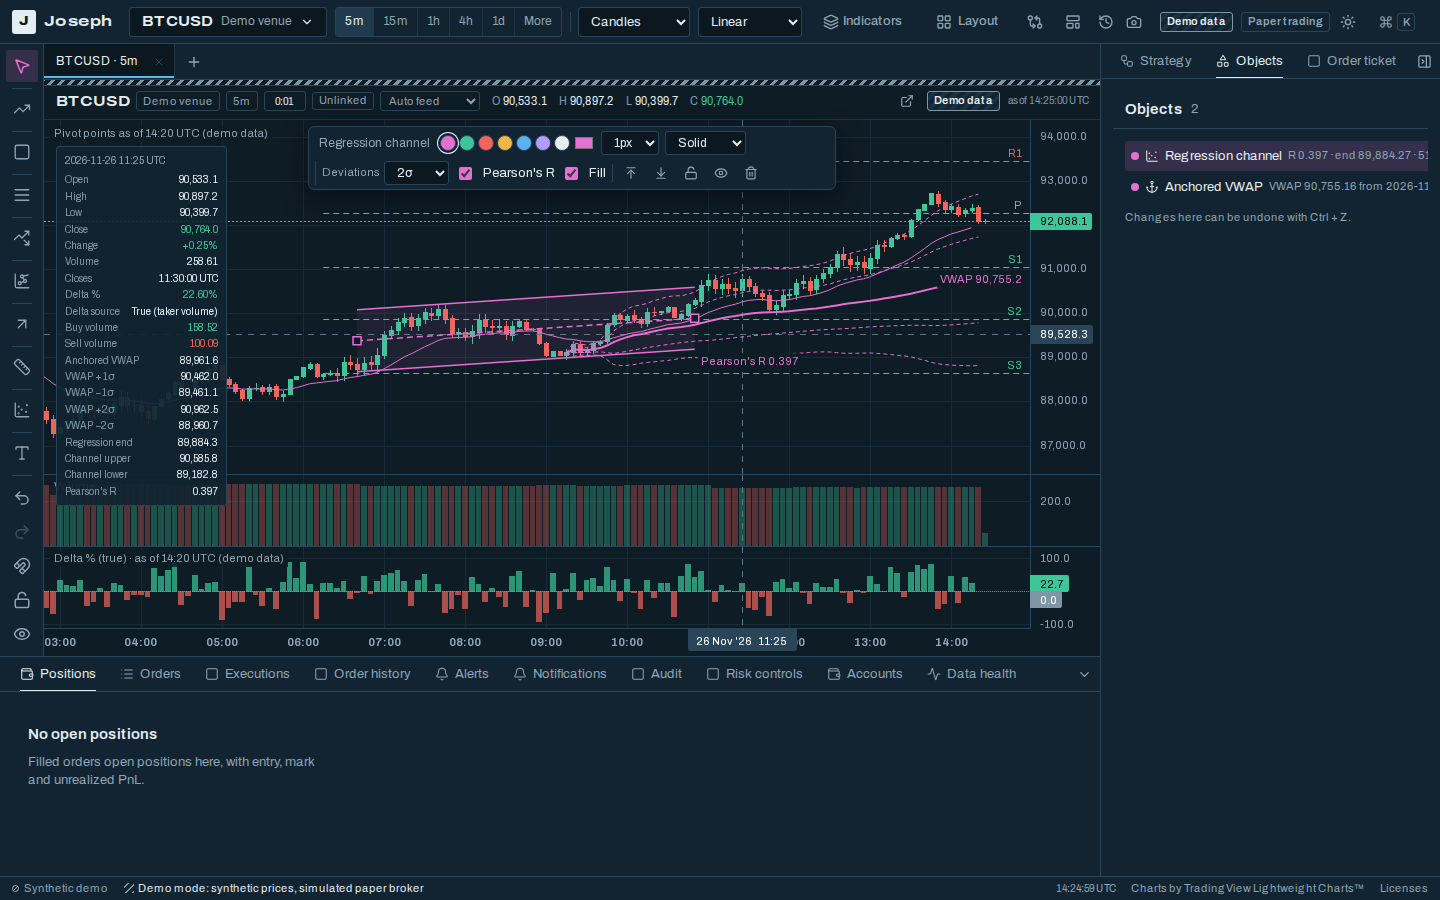 J Joseph BTCUSD Demo venue 5m 15m 1h 4h 1d More Candles Linear Indicators Layout Demo data Paper trading ⌘ K
BTCUSD · 5m
BTCUSD Demo venue 5m 0:01 Unlinked Auto feed O 90,533.1 H 90,897.2 L 90,399.7 C 90,764.0 Demo data as of 14:25:00 UTC
Pivot points as of 14:20 UTC (demo data)
Regression channel 1px Solid
Deviations 2σ Pearson's R Fill
2026-11-26 11:25 UTC
Open 90,533.1
High 90,897.2
Low 90,399.7
Close 90,764.0
Change +0.25%
Volume 258.61
Closes 11:30:00 UTC
Delta % 22.60%
Delta source True (taker volume)
Buy volume 158.52
Sell volume 100.09
Anchored VWAP 89,961.6
VWAP +1σ 90,462.0
VWAP −1σ 89,461.1
VWAP +2σ 90,962.5
VWAP −2σ 88,960.7
Regression end 89,884.3
Channel upper 90,585.8
Channel lower 89,182.8
Pearson's R 0.397
R1
P
S1
VWAP 90,755.2
S2
Pearson's R 0.397
S3
94,000.0
93,000.0
92,088.1
91,000.0
90,000.0
89,528.3
89,000.0
88,000.0
87,000.0
200.0
Delta % (true) · as of 14:20 UTC (demo data)
100.0
22.7
0.0
-100.0
03:00 04:00 05:00 06:00 07:00 08:00 09:00 10:00 26 Nov '26 11:25 13:00 14:00
Strategy Objects Order ticket
Objects 2
Regression channel R 0.397 · end 89,884.27 · 51
Anchored VWAP VWAP 90,755.16 from 2026-11
Changes here can be undone with Ctrl + Z.
Positions Orders Executions Order history Alerts Notifications Audit Risk controls Accounts Data health
No open positions
Filled orders open positions here, with entry, mark
and unrealized PnL.
Synthetic demo Demo mode: synthetic prices, simulated paper broker 14:24:59 UTC Charts by TradingView Lightweight Charts™ Licenses